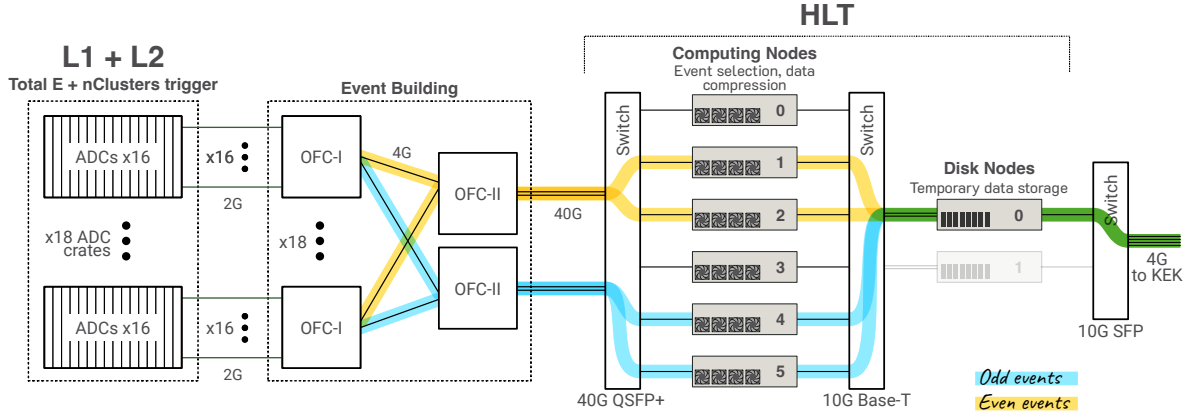 HLT
L1 + L2
Total E + nClusters trigger
Event Building
Computing Nodes
Event selection, data
compression
ADCs x16
x16
2G
OFC-I
4G
OFC-II
40G
Switch
0
1
2
3
4
5
Switch
Disk Nodes
Temporary data storage
0
1
Switch
4G
to KEK
x18 ADC
crates
x18
OFC-II
ADCs x16
x16
2G
OFC-I
40G QSFP+
10G Base-T
10G SFP
Odd events
Even events